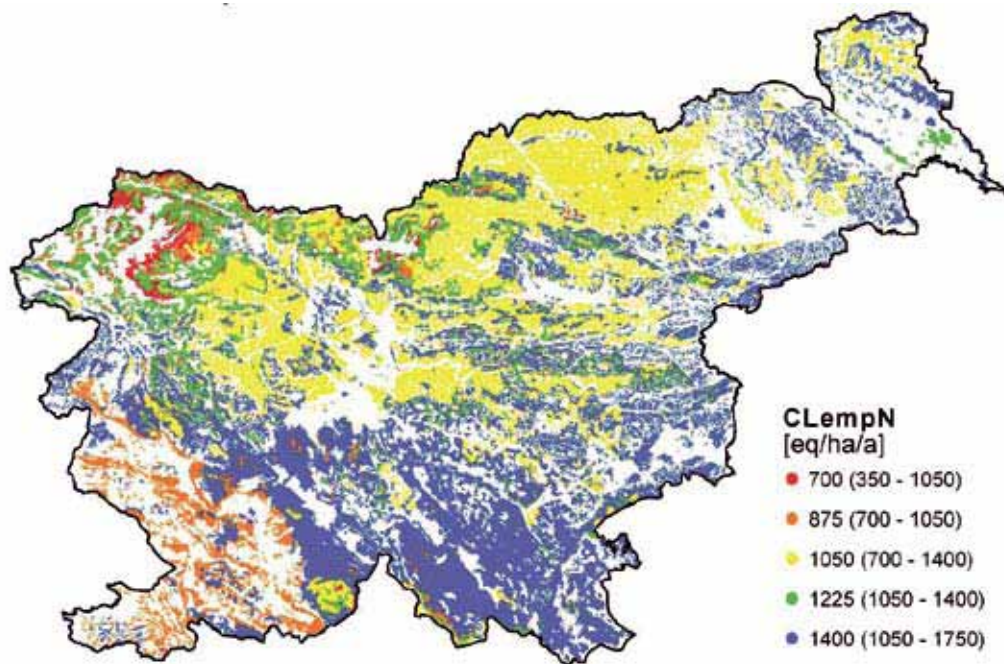 CLempN
[eq/ha/a]
700 (350 - 1050)
875 (700 - 1050)
1050 (700 - 1400)
1225 (1050 - 1400)
1400 (1050 - 1750)